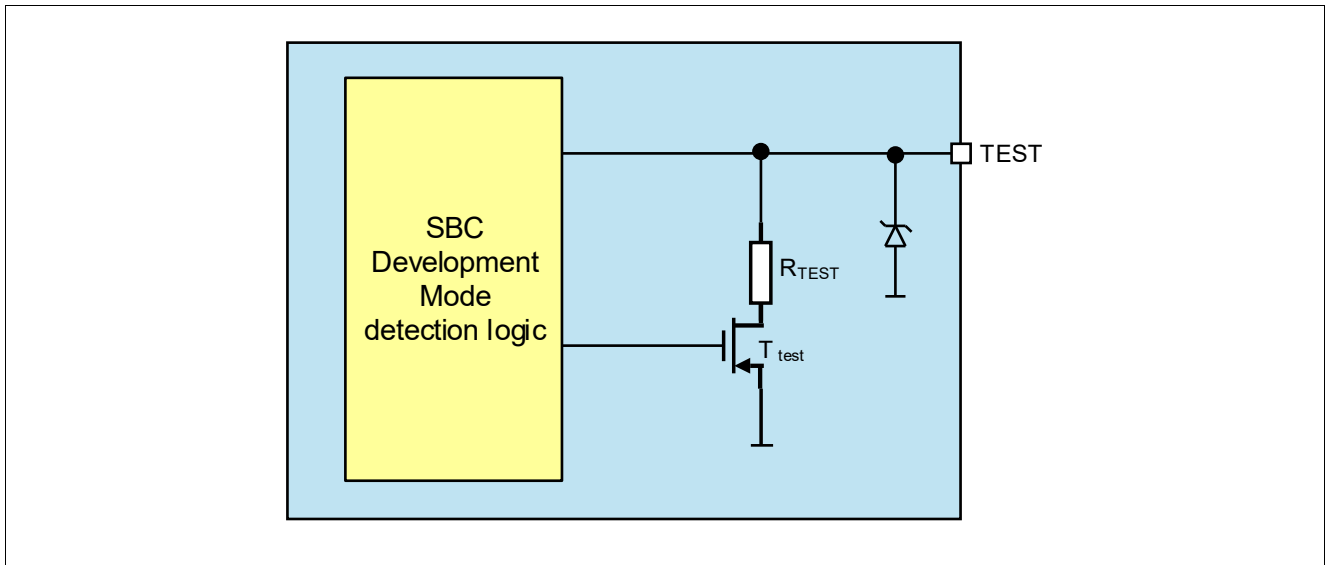 TEST
SBC
Development
Mode
detection logic
RTEST
T test